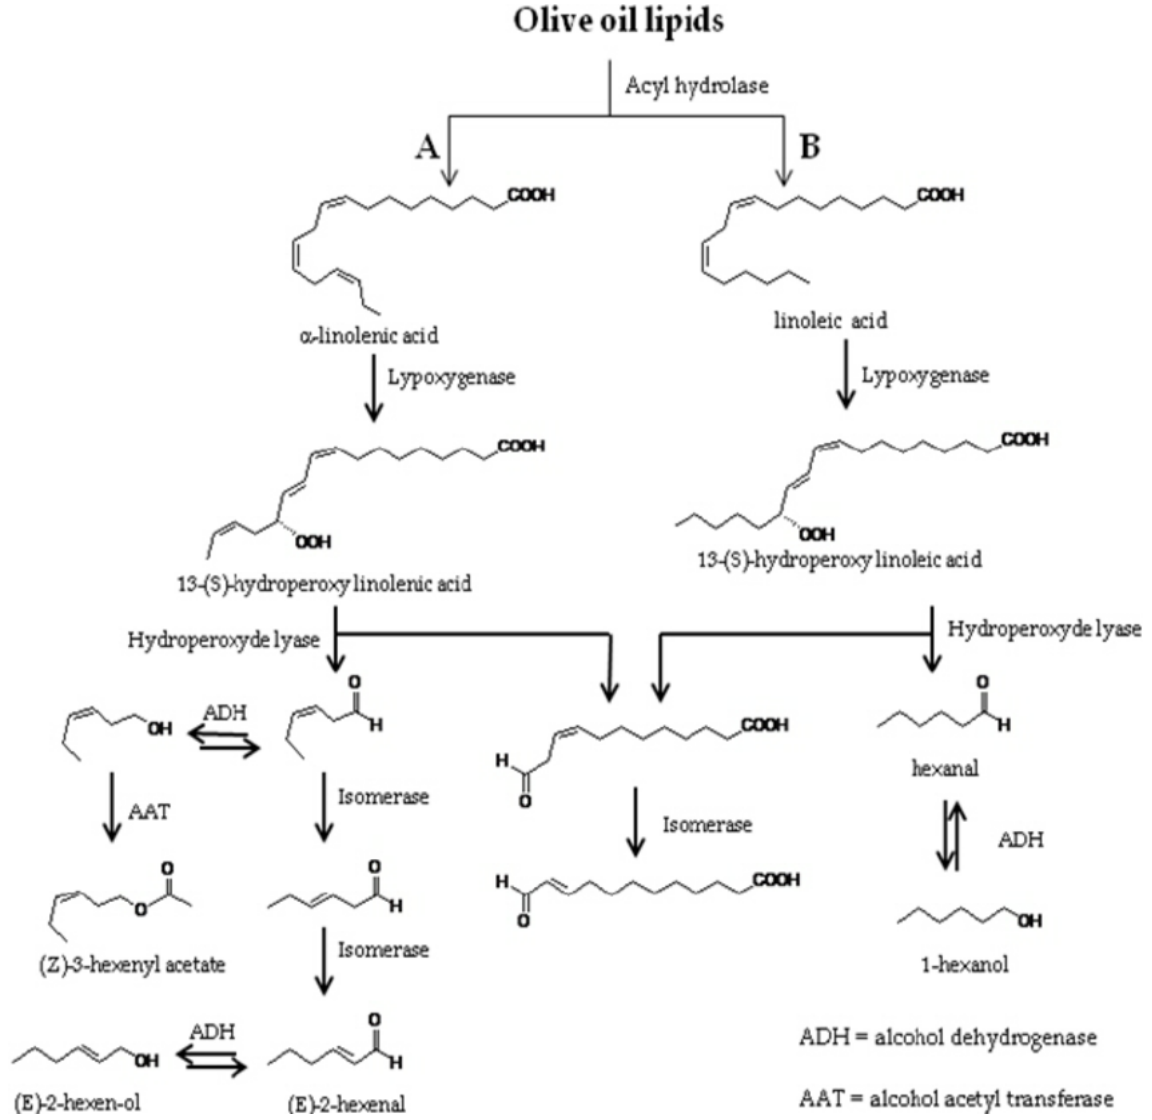 Olive oil lipids
Acyl hydrolase
A
B
COOH
COOH
α-linolenic acid
linoleic acid
Lypoxygenase
Lypoxygenase
COOH
COOH
OOH
OOH
13-(S)-hydroperoxy linolenic acid
13-(S)-hydroperoxy linoleic acid
Hydroperoxyde lyase
Hydroperoxyde lyase
OH
ADH
O
H
COOH
H
O
O
H
hexanal
AAT
Isomerase
Isomerase
ADH
O
O
(Z)-3-hexenyl acetate
O
H
H
O
COOH
OH
1-hexanol
Isomerase
OH
(E)-2-hexen-ol
ADH
O
H
(E)-2-hexenal
ADH = alcohol dehydrogenase
AAT = alcohol acetyl transferase